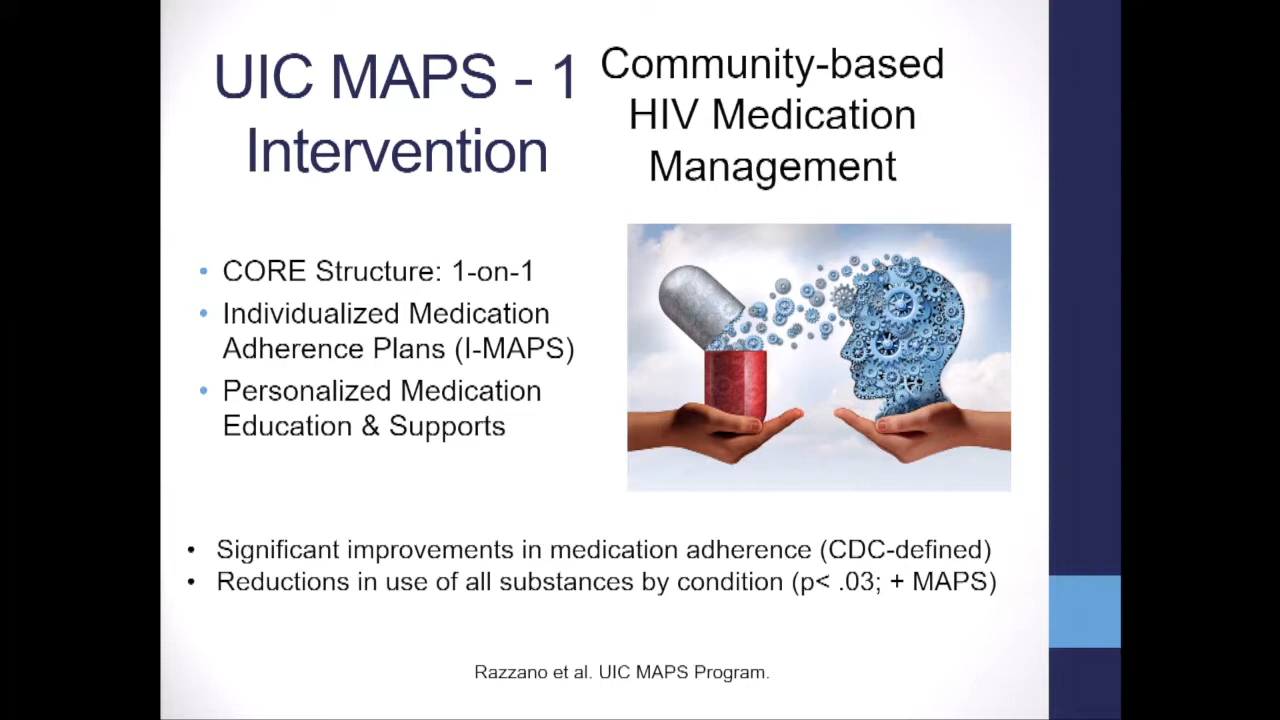 UIC MAPS - 1
Intervention
Community-based
HIV Medication
Management
• CORE Structure: 1-on-1
• Individualized Medication
Adherence Plans (I-MAPS)
• Personalized Medication
Education & Supports
• Significant improvements in medication adherence (CDC-defined)
• Reductions in use of all substances by condition (p< .03; + MAPS)
Razzano et al. UIC MAPS Program.